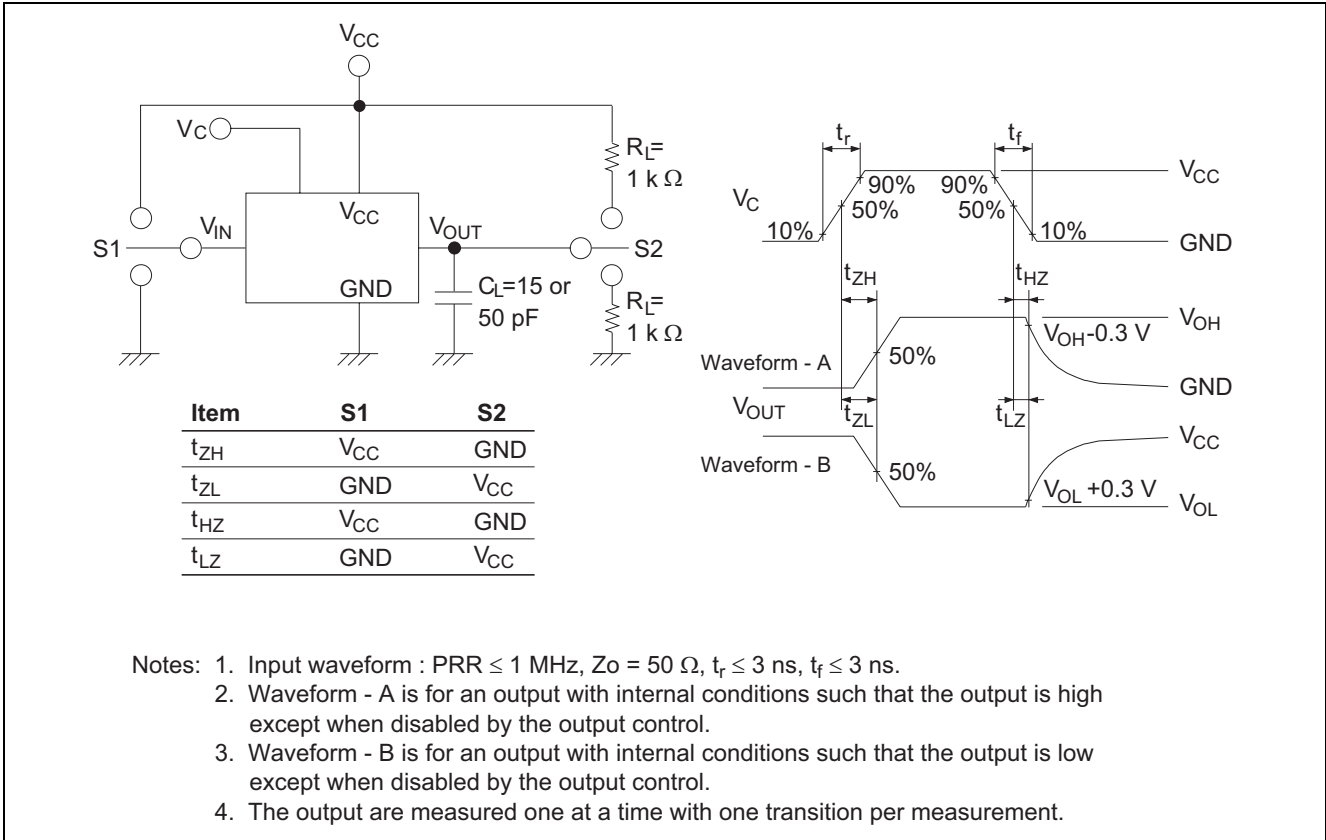 VCC
VC
RL=
1 k Ω
VCC
S1
VIN
VOUT
S2
GND
CL=15 or
50 pF
RL=
1 k Ω
Item S1 S2
tZH VCC GND
tZL GND VCC
tHZ VCC GND
tLZ GND VCC
tr
tf
VC
90%
90%
VCC
50%
50%
10%
10%
GND
tZH
tHZ
VOH
VOH-0.3 V
Waveform - A
50%
GND
VOUT
tZL
tLZ
VCC
Waveform - B
50%
VOL +0.3 V
VOL
Notes: 1. Input waveform : PRR ≤ 1 MHz, Zo = 50 Ω, tr ≤ 3 ns, tf ≤ 3 ns.
2. Waveform - A is for an output with internal conditions such that the output is high
except when disabled by the output control.
3. Waveform - B is for an output with internal conditions such that the output is low
except when disabled by the output control.
4. The output are measured one at a time with one transition per measurement.